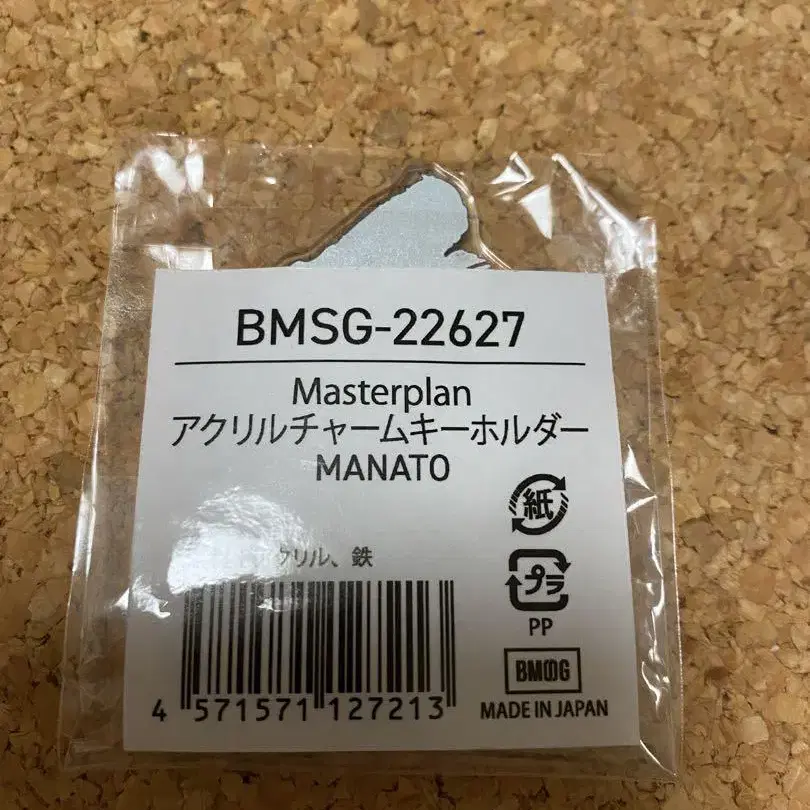 BMSG-22627
Masterplan
アクリルチャームキーホルダー
MANATO
紙
クリル、鉄
プラ
PP
BMSG
4 571571 127213
MADE IN JAPAN